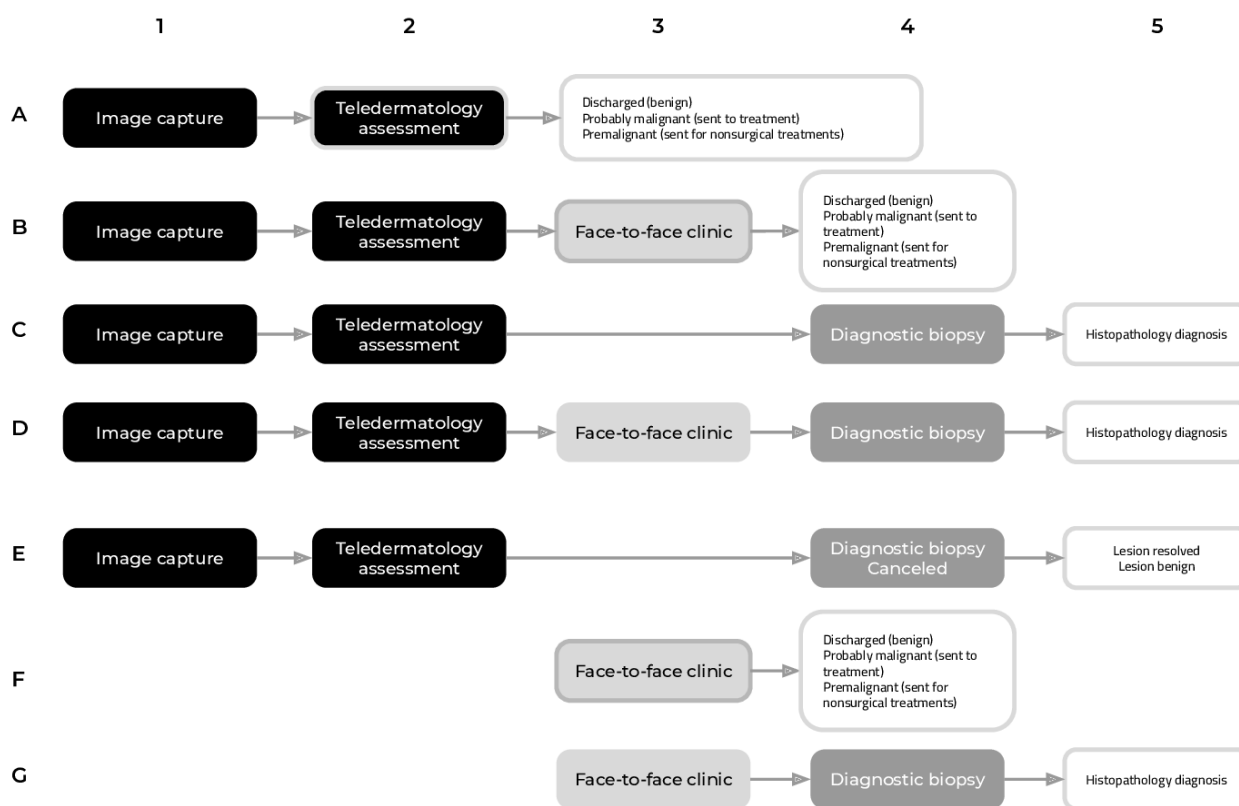 1 2 3 4 5
A
Image capture
Teledermatology
assessment
Discharged (benign)
Probably malignant (sent to treatment)
Premalignant (sent for nonsurgical treatments)
B
Image capture
Teledermatology
assessment
Face-to-face clinic
Discharged (benign)
Probably malignant (sent to
treatment)
Premalignant (sent for
nonsurgical treatments)
C
Image capture
Teledermatology
assessment
Diagnostic biopsy
Histopathology diagnosis
D
Image capture
Teledermatology
assessment
Face-to-face clinic
Diagnostic biopsy
Histopathology diagnosis
E
Image capture
Teledermatology
assessment
Diagnostic biopsy
Canceled
Lesion resolved
Lesion benign
F
Face-to-face clinic
Discharged (benign)
Probably malignant (sent to
treatment)
Premalignant (sent for
nonsurgical treatments)
G
Face-to-face clinic
Diagnostic biopsy
Histopathology diagnosis